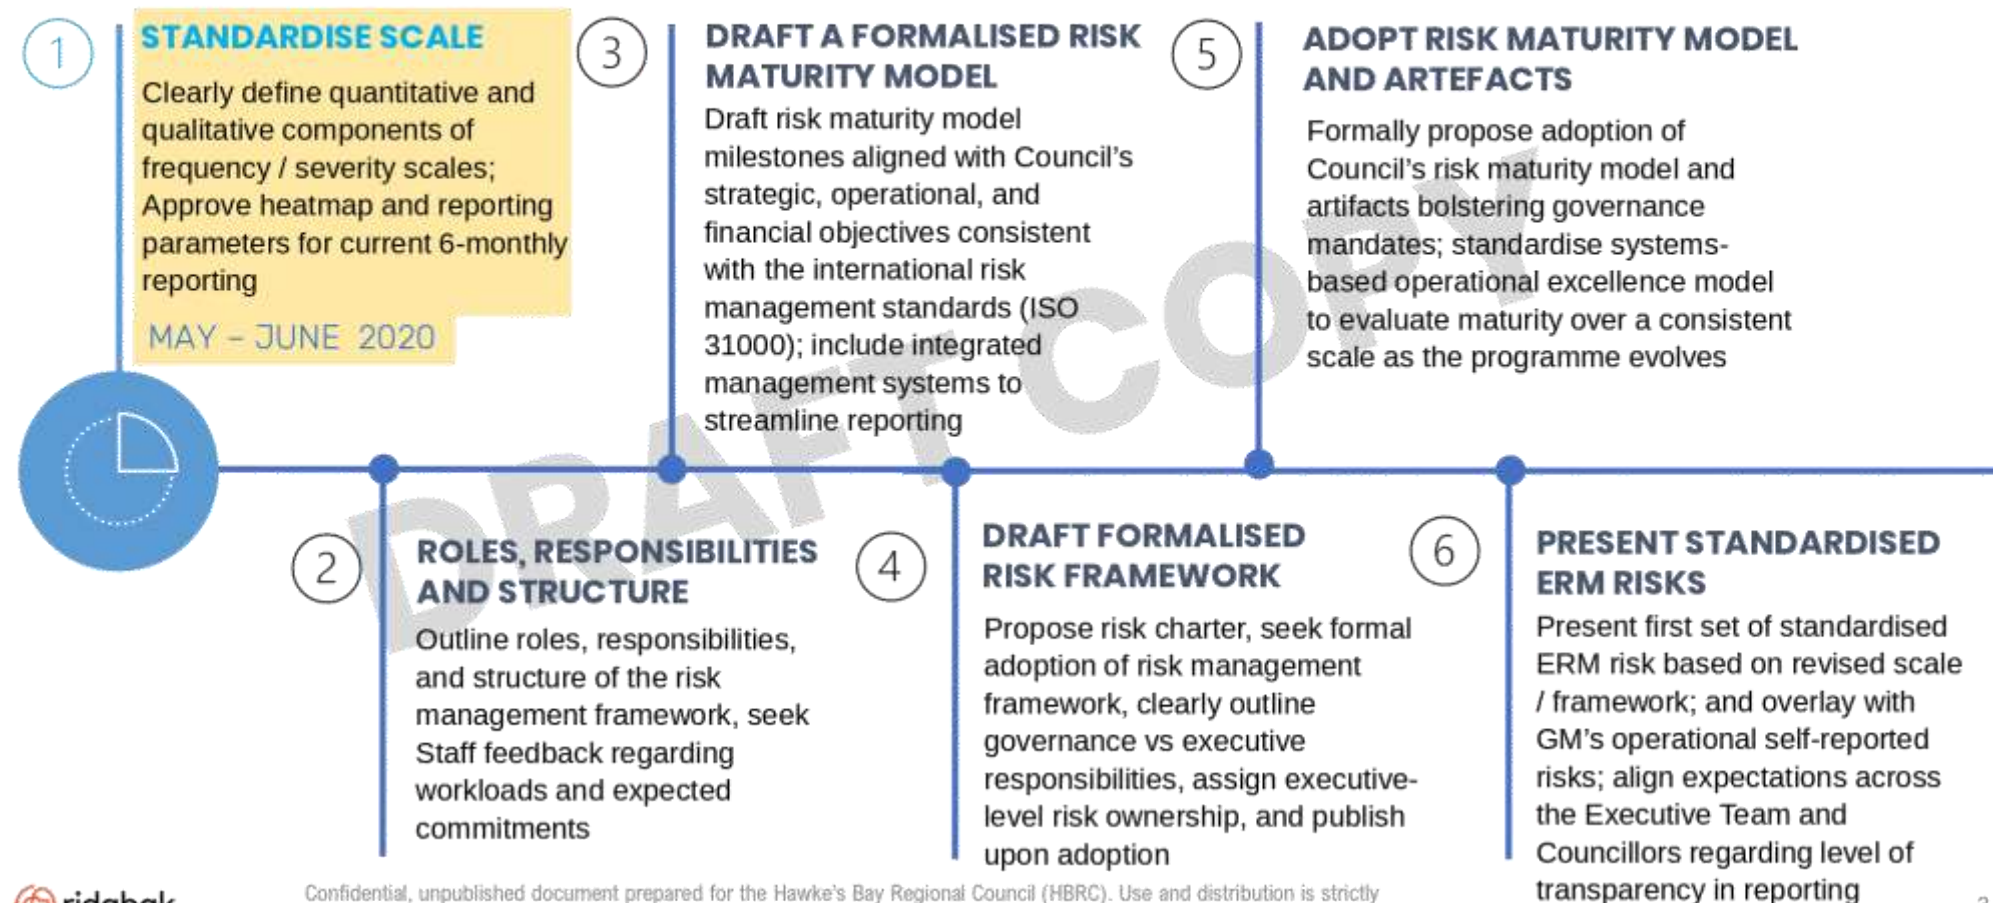 1
STANDARDISE SCALE
Clearly define quantitative and
qualitative components of
frequency / severity scales;
Approve heatmap and reporting
parameters for current 6-monthly
reporting
MAY – JUNE 2020
3
DRAFT A FORMALISED RISK
MATURITY MODEL
Draft risk maturity model
milestones aligned with Council's
strategic, operational, and
financial objectives consistent
with the international risk
management standards (ISO
31000); include integrated
management systems to
streamline reporting
5
ADOPT RISK MATURITY MODEL
AND ARTEFACTS
Formally propose adoption of
Council's risk maturity model and
artifacts bolstering governance
mandates; standardise systems-
based operational excellence model
to evaluate maturity over a consistent
scale as the programme evolves
DRAFT COPY
2
ROLES, RESPONSIBILITIES
AND STRUCTURE
Outline roles, responsibilities,
and structure of the risk
management framework, seek
Staff feedback regarding
workloads and expected
commitments
4
DRAFT FORMALISED
RISK FRAMEWORK
Propose risk charter, seek formal
adoption of risk management
framework, clearly outline
governance vs executive
responsibilities, assign executive-
level risk ownership, and publish
upon adoption
6
PRESENT STANDARDISED
ERM RISKS
Present first set of standardised
ERM risk based on revised scale
/ framework; and overlay with
GM's operational self-reported
risks; align expectations across
the Executive Team and
Councillors regarding level of
transparency in reporting
Confidential, unpublished document prepared for the Hawke's Bay Regional Council (HBRC). Use and distribution is strictly